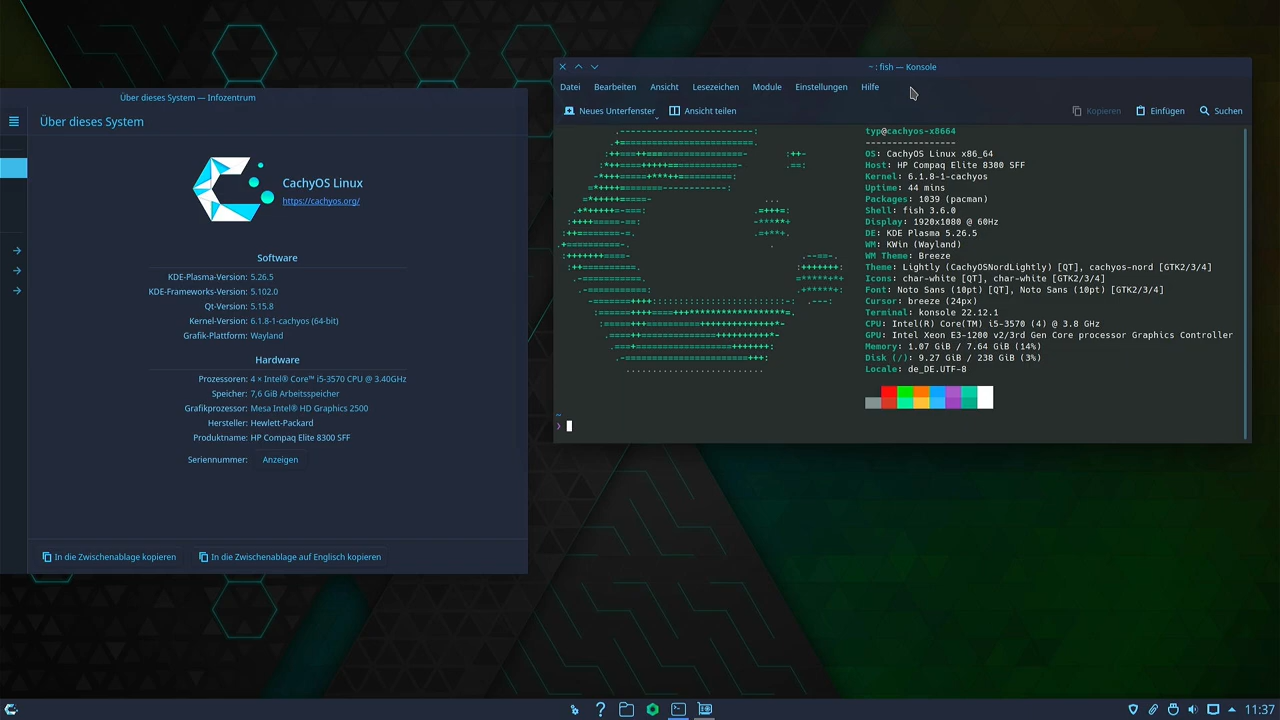 Über dieses System — Infozentrum
Über dieses System
CachyOS Linux
https://cachyos.org/
Software
KDE-Plasma-Version: 5.26.5
KDE-Frameworks-Version: 5.102.0
Qt-Version: 5.15.8
Kernel-Version: 6.1.8-1-cachyos (64-bit)
Grafik-Plattform: Wayland
Hardware
Prozessoren: 4 × Intel® Core™ i5-3570 CPU @ 3.40GHz
Speicher: 7,6 GiB Arbeitsspeicher
Grafikprozessor: Mesa Intel® HD Graphics 2500
Hersteller: Hewlett-Packard
Produktname: HP Compaq Elite 8300 SFF
Seriennummer: Anzeigen
In die Zwischenablage kopieren In die Zwischenablage auf Englisch kopieren
~ : fish — Konsole
Datei Bearbeiten Ansicht Lesezeichen Module Einstellungen Hilfe
Neues Unterfenster Ansicht teilen Kopieren Einfügen Suchen
typ@cachyos-x8664
-----------------
OS: CachyOS Linux x86_64
Host: HP Compaq Elite 8300 SFF
Kernel: 6.1.8-1-cachyos
Uptime: 44 mins
Packages: 1039 (pacman)
Shell: fish 3.6.0
Display: 1920x1080 @ 60Hz
DE: KDE Plasma 5.26.5
WM: KWin (Wayland)
WM Theme: Breeze
Theme: Lightly (CachyOSNordLightly) [QT], cachyos-nord [GTK2/3/4]
Icons: char-white [QT], char-white [GTK2/3/4]
Font: Noto Sans (10pt) [QT], Noto Sans (10pt) [GTK2/3/4]
Cursor: breeze (24px)
Terminal: konsole 22.12.1
CPU: Intel(R) Core(TM) i5-3570 (4) @ 3.8 GHz
GPU: Intel Xeon E3-1200 v2/3rd Gen Core processor Graphics Controller
Memory: 1.07 GiB / 7.64 GiB (14%)
Disk (/): 9.27 GiB / 238 GiB (3%)
Locale: de_DE.UTF-8
~
❯
11:37